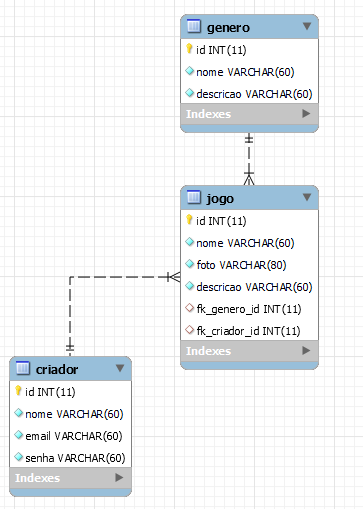 genero
id INT(11)
nome VARCHAR(60)
descricao VARCHAR(60)
Indexes
jogo
id INT(11)
nome VARCHAR(60)
foto VARCHAR(80)
descricao VARCHAR(60)
fk_genero_id INT(11)
fk_criador_id INT(11)
Indexes
criador
id INT(11)
nome VARCHAR(60)
email VARCHAR(60)
senha VARCHAR(60)
Indexes